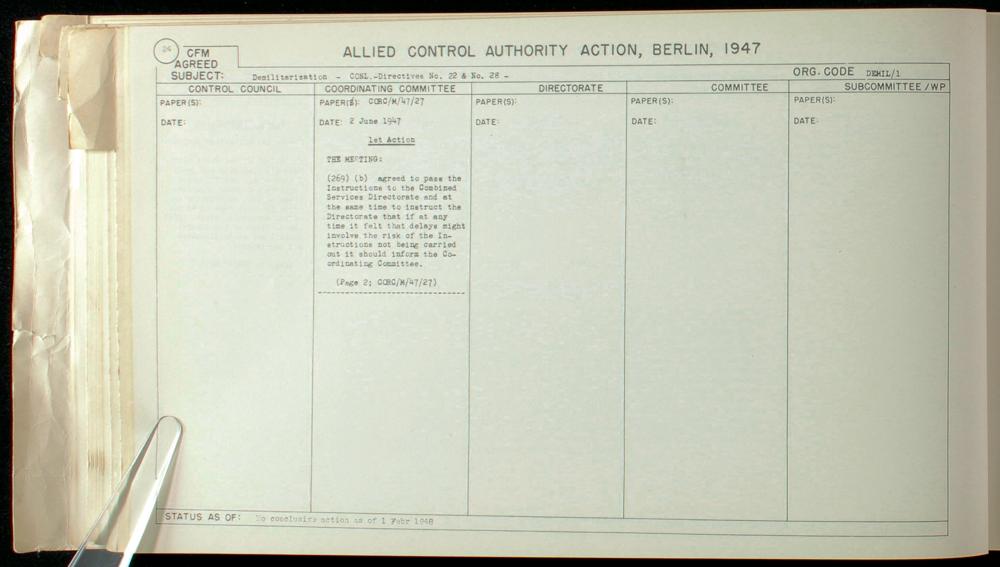 24
CFM
AGREED
ALLIED CONTROL AUTHORITY ACTION, BERLIN, 1947
SUBJECT: Demilitarization - CONL.-Directives No. 22 & No. 28 -
ORG. CODE DEMIL/1
CONTROL COUNCIL
COORDINATING COMMITTEE
DIRECTORATE
COMMITTEE
SUBCOMMITTEE / WP
PAPER(S):
DATE:
PAPER(S): CORC/M/47/27
DATE: 2 June 1947
1st Action
THE MEETING:
(269) (b) agreed to pass the
Instructions to the Combined
Services Directorate and at
the same time to instruct the
Directorate that if at any
time it felt that delays might
involve the risk of the In-
structions not being carried
out it should inform the Co-
ordinating Committee.
(Page 2; CORC/M/47/27)
PAPER(S):
DATE:
PAPER(S):
DATE:
PAPER(S):
DATE:
STATUS AS OF: No conclusive action as of 1 Febr 1948